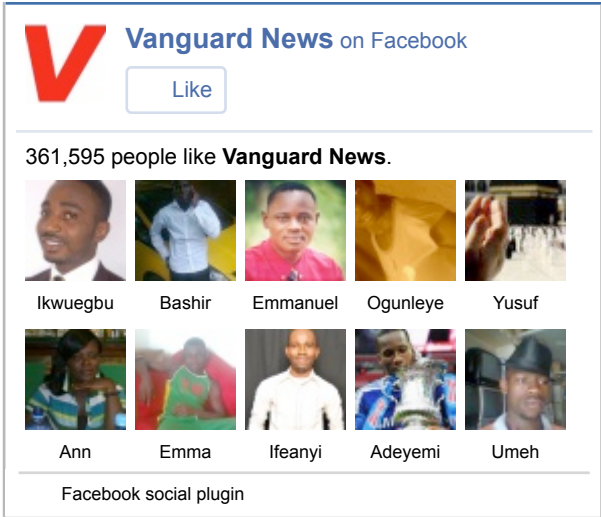 Vanguard News on Facebook
Like
361,595 people like Vanguard News.
Ikwuegbu Bashir Emmanuel Ogunleye Yusuf
Ann Emma Ifeanyi Adeyemi Umeh
Facebook social plugin